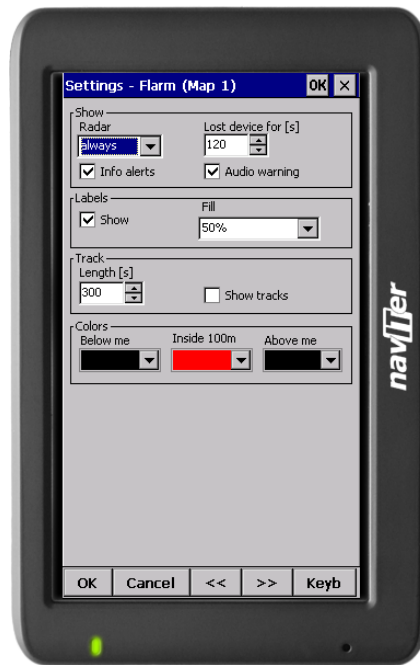 Settings - Flarm (Map 1) OK ×
Show
Radar Lost device for [s]
always 120
Info alerts Audio warning
Labels
Show Fill
50%
Track
Length [s]
300 Show tracks
Colors
Below me Inside 100m Above me
OK Cancel << >> Keyb
naviter